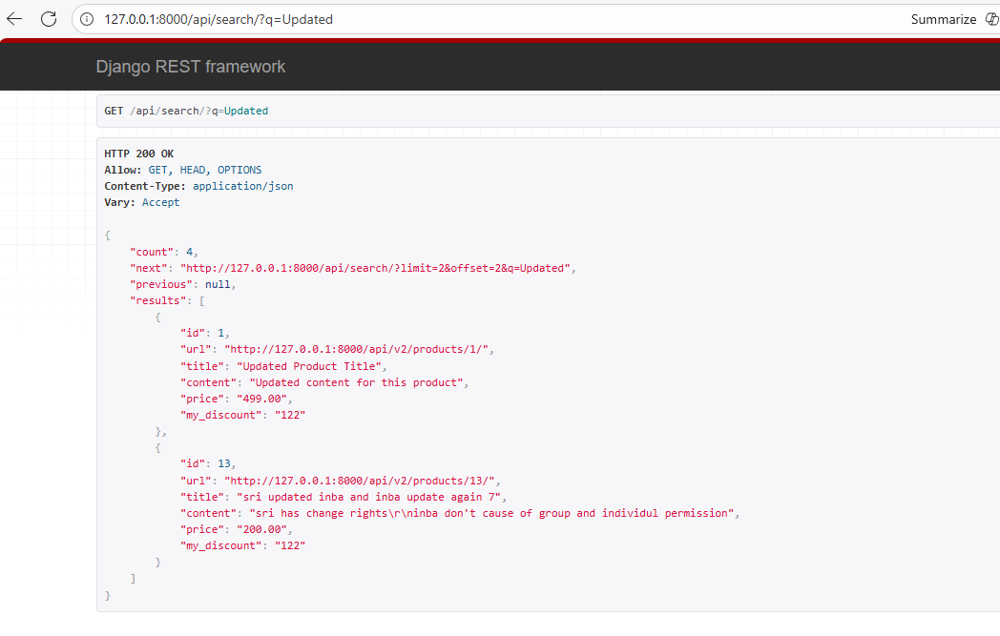 127.0.0.1:8000/api/search/?q=Updated
Summarize
Django REST framework
GET /api/search/?q=Updated
HTTP 200 OK
Allow: GET, HEAD, OPTIONS
Content-Type: application/json
Vary: Accept
{
"count": 4,
"next": "http://127.0.0.1:8000/api/search/?limit=2&offset=2&q=Updated",
"previous": null,
"results": [
{
"id": 1,
"url": "http://127.0.0.1:8000/api/v2/products/1/",
"title": "Updated Product Title",
"content": "Updated content for this product",
"price": "499.00",
"my_discount": "122"
},
{
"id": 13,
"url": "http://127.0.0.1:8000/api/v2/products/13/",
"title": "sri updated inba and inba update again 7",
"content": "sri has change rights\r\ninba don't cause of group and individul permission",
"price": "200.00",
"my_discount": "122"
}
]
}